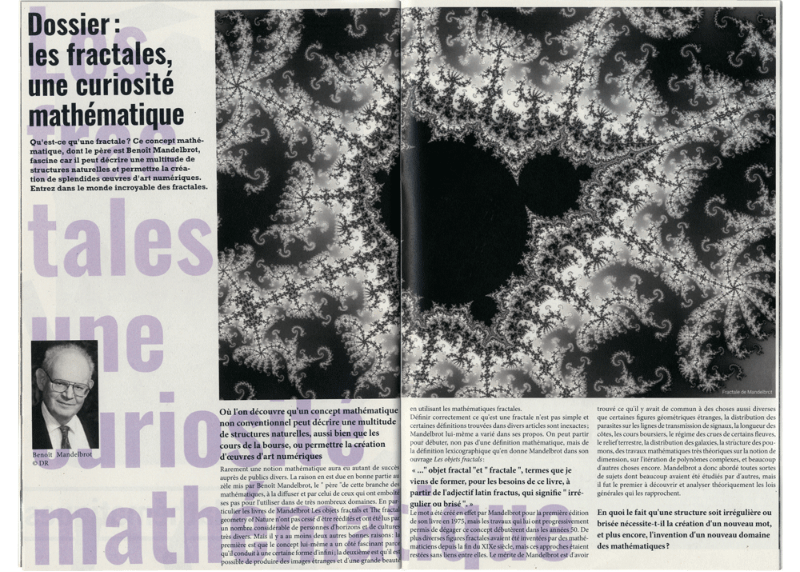 Dossier :
les fractales,
une curiosité
mathématique
Qu'est-ce qu'une fractale? Ce concept mathé-
matique, dont le père est Benoît Mandelbrot,
fascine car il peut décrire une multitude de
structures naturelles et permettre la créa-
tion de splendides œuvres d'art numériques.
Entrez dans le monde incroyable des fractales.
Les
frac
tales
une
curiosité
math
Benoît Mandelbrot
© DR
Fractale de Mandelbrot
Où l'on découvre qu'un concept mathématique
non conventionnel peut décrire une multitude
de structures naturelles, aussi bien que les
cours de la bourse, ou permettre la création
d'œuvres d'art numériques
Rarement une notion mathématique aura eu autant de succès
auprès de publics divers. La raison en est due en bonne partie au
zèle mis par Benoît Mandelbrot, le " père "de cette branche des
mathématiques, à la diffuser et par celui de ceux qui ont emboîté
ses pas pour l'utiliser dans de très nombreux domaines. En par-
ticulier les livres de Mandelbrot Les objets fractals et The fractal
geometry of Nature n'ont pas cessé d'être réédités et ont été lus par
un nombre considérable de personnes d'horizons et de cultures
très divers. Mais il y a au moins deux autres bonnes raisons: la
première est que le concept lui-même a un côté fascinant parce
qu'il conduit à une certaine forme d'infini; la deuxième est qu'il est
possible de produire des images étranges et d'une grande beauté
en utilisant les mathématiques fractales.
Définir correctement ce qu'est une fractale n'est pas simple et
certaines définitions trouvées dans divers articles sont inexactes;
Mandelbrot lui-même a varié dans ses propos. On peut partir
pour débuter, non pas d'une définition mathématique, mais de
la définition lexicographique qu'en donne Mandelbrot dans son
ouvrage Les objets fractals:
« ..." objet fractal "et " fractale ", termes que je
viens de former, pour les besoins de ce livre, à
partir de l'adjectif latin fractus, qui signifie " irré-
gulier ou brisé ". »
Le mot a été créé en effet par Mandelbrot pour la première édition
de son livre en 1975, mais les travaux qui lui ont progressivement
permis de dégager ce concept débutèrent dans les années 50. De
plus diverses figures fractales avaient été inventées par des mathé-
maticiens depuis la fin du XIXe siècle, mais ces approches étaient
restées sans liens entre elles. Le mérite de Mandelbrot est d'avoir
trouvé ce qu'il y avait de commun à des choses aussi diverses
que certaines figures géométriques étranges, la distribution des
parasites sur les lignes de transmission de signaux, la longueur des
côtes, les cours boursiers, le régime des crues de certains fleuves,
le relief terrestre, la distribution des galaxies, la structure des pou-
mons, des travaux mathématiques très théoriques sur la notion de
dimension, sur l'itération de polynômes complexes, et beaucoup
d'autres choses encore. Mandelbrot a donc abordé toutes sortes
de sujets dont beaucoup avaient été étudiés par d'autres, mais
il fut le premier à découvrir et analyser théoriquement les lois
générales qui les rapprochent.
En quoi le fait qu'une structure soit irrégulière ou
brisée nécessite-t-il la création d'un nouveau mot,
et plus encore, l'invention d'un nouveau domaine
des mathématiques ?